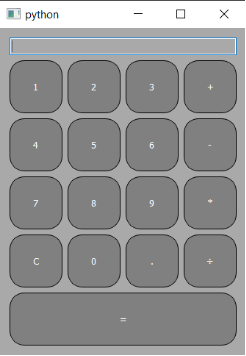 python
1 2 3 +
4 5 6 -
7 8 9 *
C 0 . ÷
=